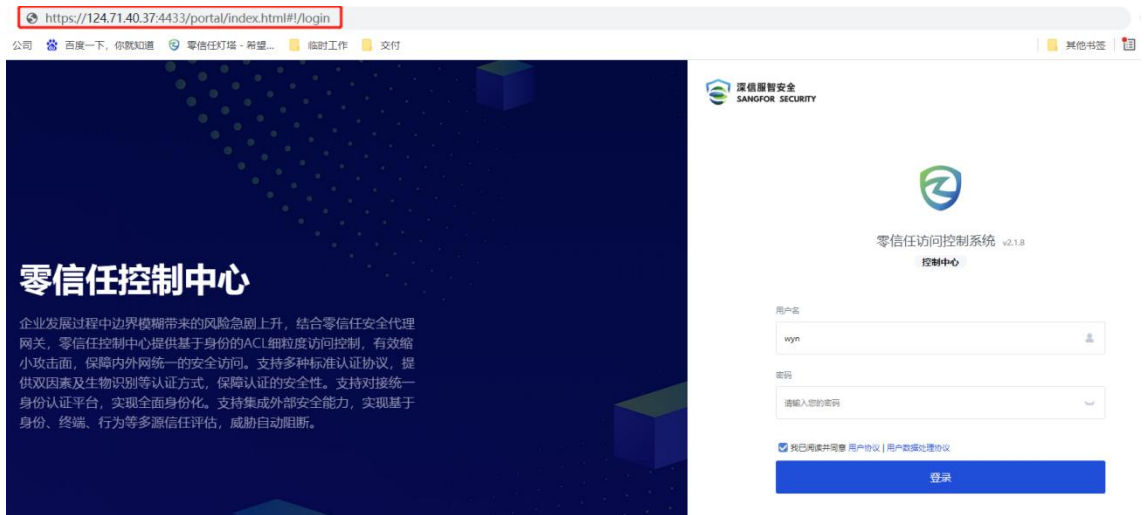 https://124.71.40.37:4433/portal/index.html#!/login
公司 百度一下，你就知道 零信任灯塔 - 希望... 临时工作 交付 其他书签
深信服智安全
SANGFOR SECURITY
零信任访问控制系统 v2.1.8
控制中心
零信任控制中心
企业发展过程中边界模糊带来的风险急剧上升，结合零信任安全代理
网关，零信任控制中心提供基于身份的ACL细粒度访问控制，有效缩
小攻击面，保障内外网统一的安全访问。支持多种标准认证协议，提
供双因素及生物识别等认证方式，保障认证的安全性。支持对接统一
身份认证平台，实现全面身份化。支持集成外部安全能力，实现基于
身份、终端、行为等多源信任评估，威胁自动阻断。
用户名
wyn
密码
请输入您的密码
我已阅读并同意 用户协议 | 用户数据处理协议
登录